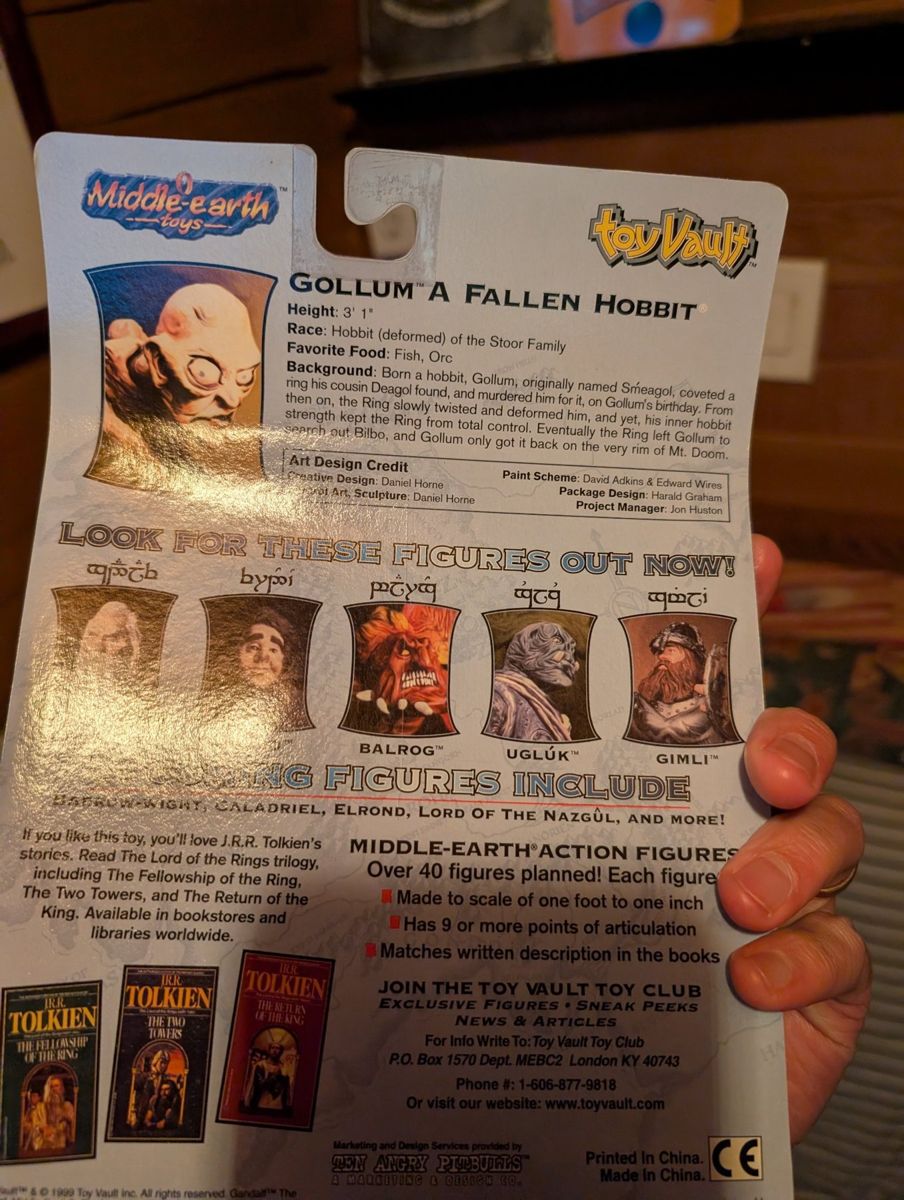 Middle-earth™
toys
toy Vault™
GOLLUM™ A FALLEN HOBBIT®
Height: 3' 1"
Race: Hobbit (deformed) of the Stoor Family
Favorite Food: Fish, Orc
Background: Born a hobbit, Gollum, originally named Sméagol, coveted a
ring his cousin Deagol found, and murdered him for it, on Gollum's birthday. From
then on, the Ring slowly twisted and deformed him, and yet, his inner hobbit
strength kept the Ring from total control. Eventually the Ring left Gollum to
search out Bilbo, and Gollum only got it back on the very rim of Mt. Doom.
Art Design Credit
Creative Design: Daniel Horne
Art, Sculpture: Daniel Horne
Paint Scheme: David Adkins & Edward Wires
Package Design: Harald Graham
Project Manager: Jon Huston
LOOK FOR THESE FIGURES OUT NOW!
BALROG™
UGLÚK™
GIMLI™
FIGURES INCLUDE
BARROW-WIGHT, GALADRIEL, ELROND, LORD OF THE NAZGÛL, AND MORE!
If you like this toy, you'll love J.R.R. Tolkien's
stories. Read The Lord of the Rings trilogy,
including The Fellowship of the Ring,
The Two Towers, and The Return of the
King. Available in bookstores and
libraries worldwide.
MIDDLE-EARTH® ACTION FIGURES
Over 40 figures planned! Each figure
Made to scale of one foot to one inch
Has 9 or more points of articulation
Matches written description in the books
J.R.R.
TOLKIEN
THE FELLOWSHIP
OF THE RING
J.R.R.
TOLKIEN
THE TWO
TOWERS
J.R.R.
TOLKIEN
THE RETURN
OF THE KING
JOIN THE TOY VAULT TOY CLUB
EXCLUSIVE FIGURES • SNEAK PEEKS
NEWS & ARTICLES
For Info Write To: Toy Vault Toy Club
P.O. Box 1570 Dept. MEBC2 London KY 40743
Phone #: 1-606-877-9818
Or visit our website: www.toyvault.com
Marketing and Design Services provided by
TEN ANGRY PITBULLS™
A MARKETING & DESIGN CO.
Printed In China.
Made In China.
CE
™ & © 1999 Toy Vault Inc. All rights reserved. Gandalf™ The